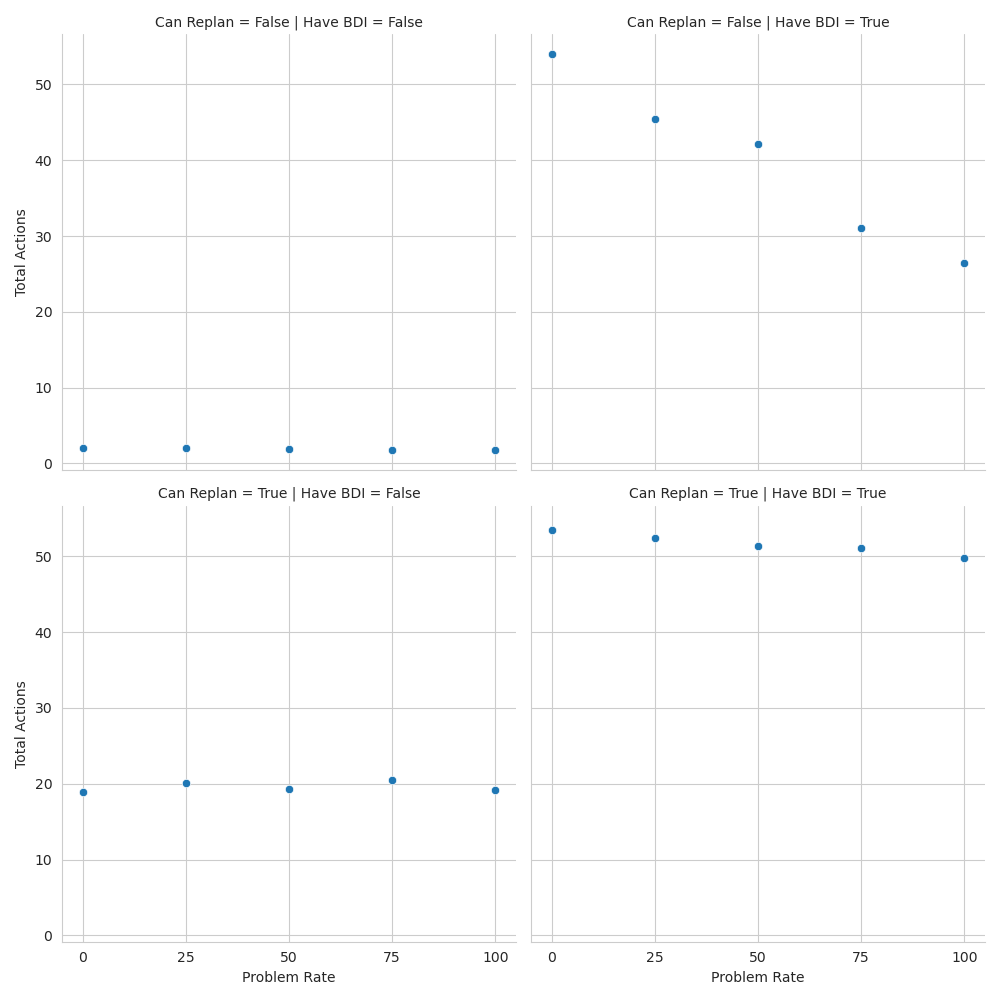 Can Replan = False | Have BDI = False
Can Replan = False | Have BDI = True
50
40
30
20
10
0
Total Actions
Can Replan = True | Have BDI = False
Can Replan = True | Have BDI = True
50
40
30
20
10
0
Total Actions
0 25 50 75 100
0 25 50 75 100
Problem Rate
Problem Rate